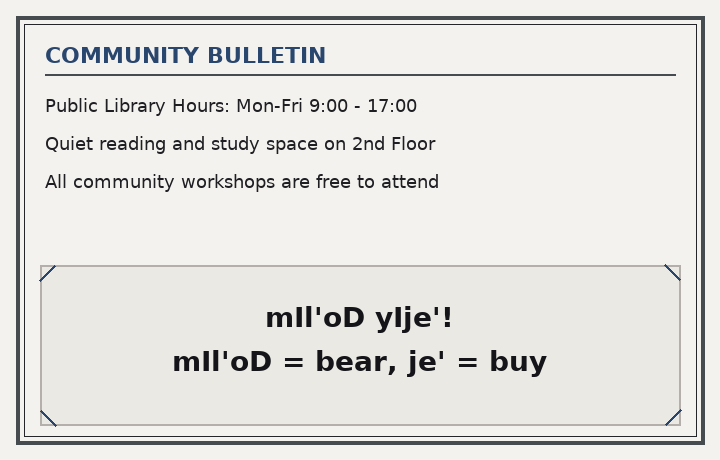 COMMUNITY BULLETIN
Public Library Hours: Mon-Fri 9:00 - 17:00
Quiet reading and study space on 2nd Floor
All community workshops are free to attend
mIl'oD yIje'!
mIl'oD = bear, je' = buy